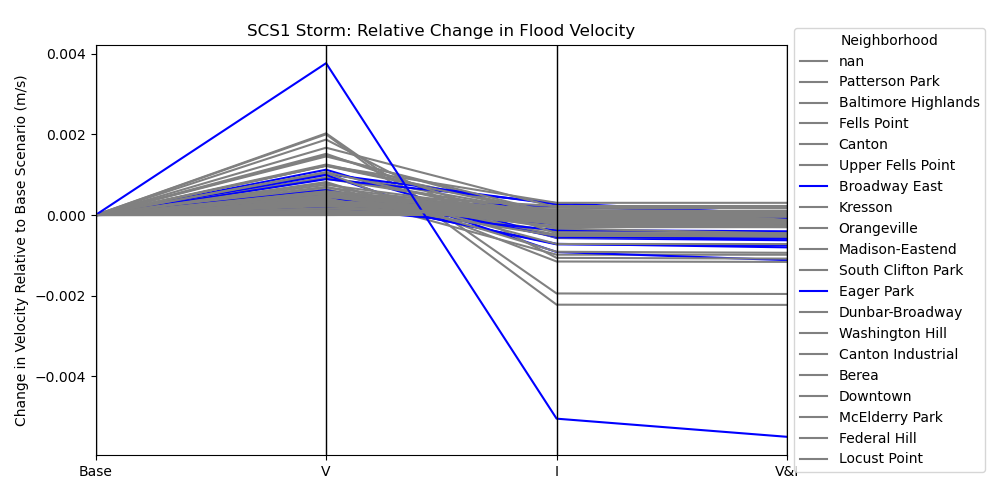 SCS1 Storm: Relative Change in Flood Velocity
Change in Velocity Relative to Base Scenario (m/s)
0.004
0.002
0.000
−0.002
−0.004
Base
V
I
V&I
Neighborhood
nan
Patterson Park
Baltimore Highlands
Fells Point
Canton
Upper Fells Point
Broadway East
Kresson
Orangeville
Madison-Eastend
South Clifton Park
Eager Park
Dunbar-Broadway
Washington Hill
Canton Industrial
Berea
Downtown
McElderry Park
Federal Hill
Locust Point